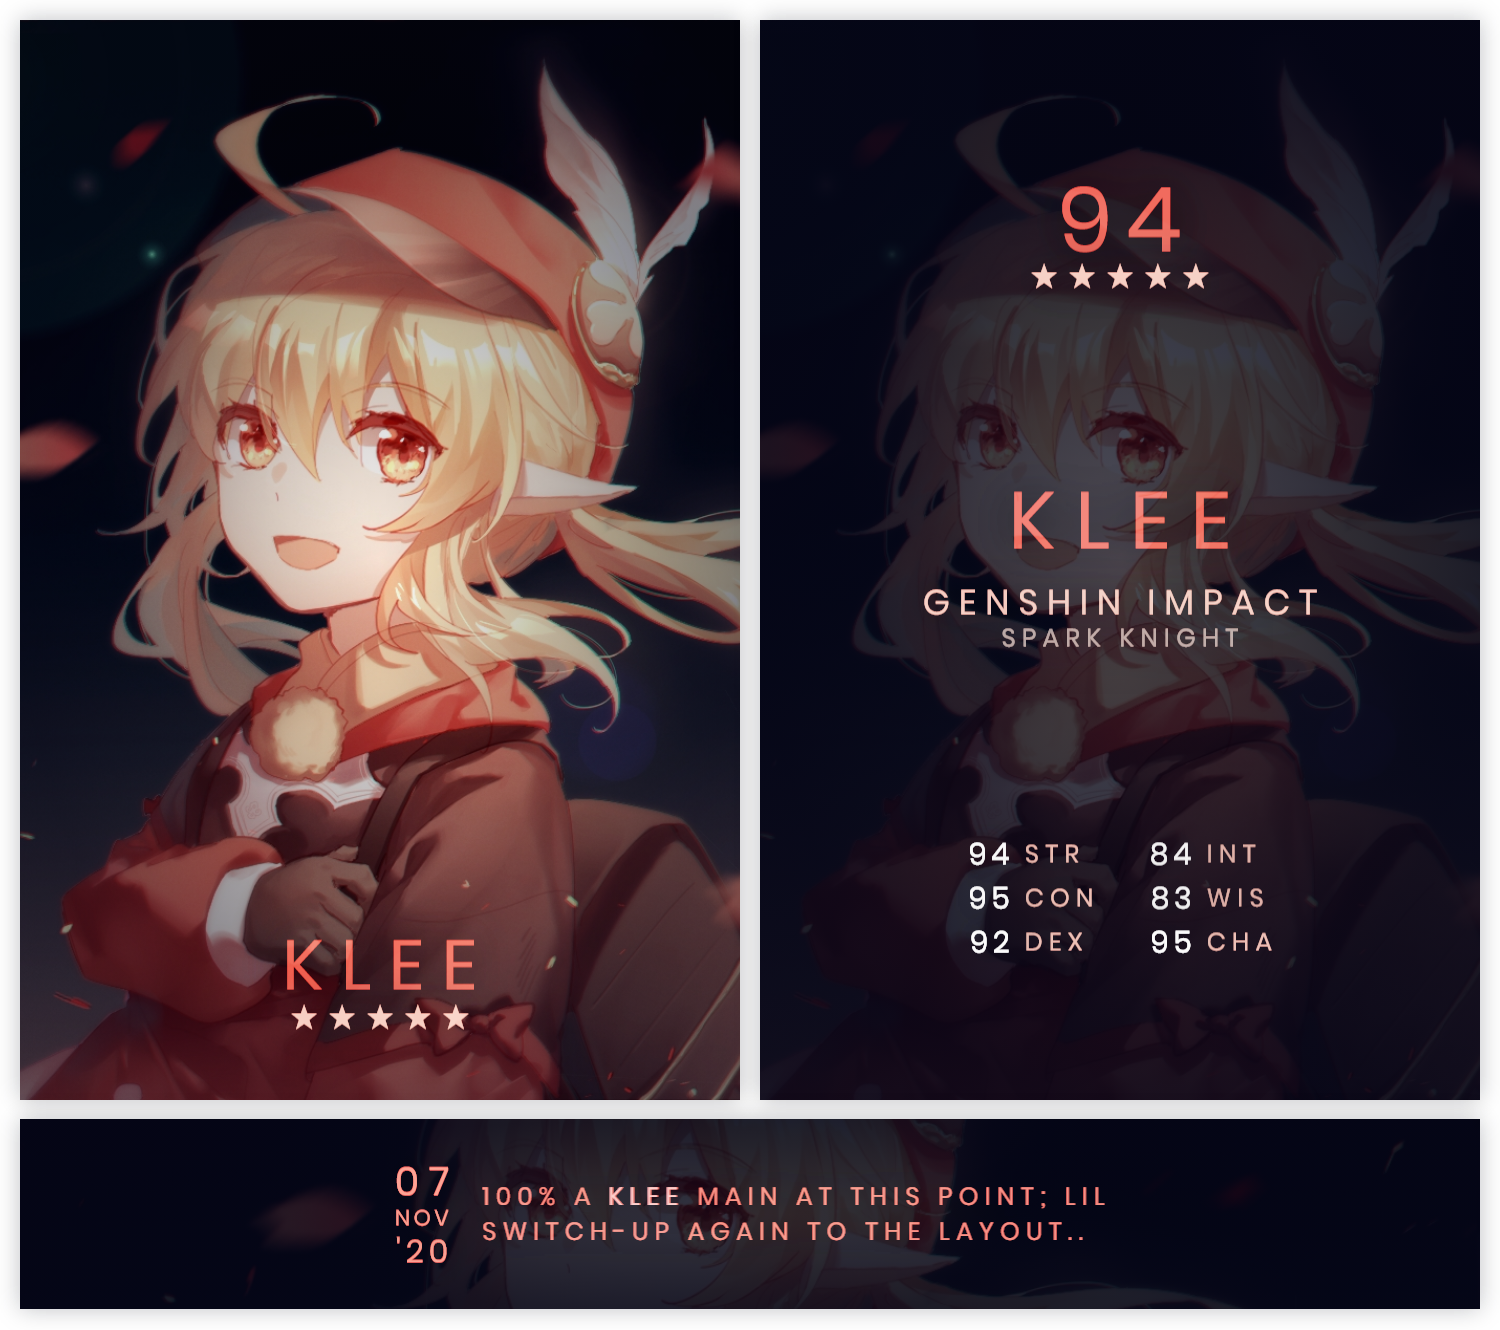 KLEE
★★★★★
94
★★★★★
KLEE
GENSHIN IMPACT
SPARK KNIGHT
94 STR 84 INT
95 CON 83 WIS
92 DEX 95 CHA
07
NOV
'20
100% A KLEE MAIN AT THIS POINT; LIL
SWITCH-UP AGAIN TO THE LAYOUT..